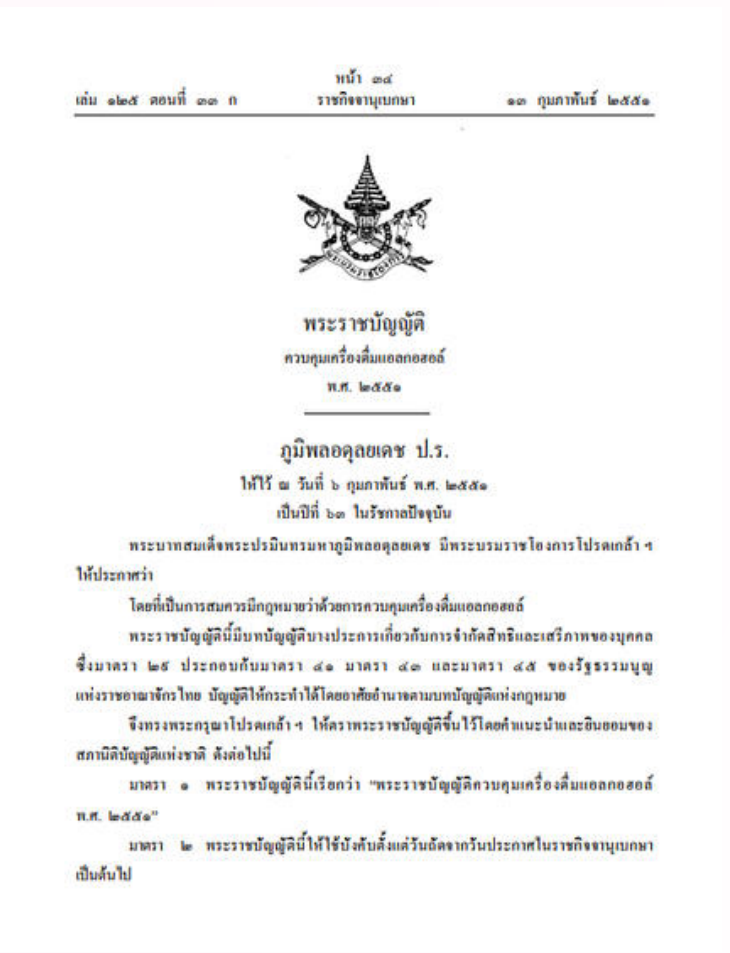 หน้า ๓๔
เล่ม ๑๒๕ ตอนที่ ๓๓ ก ราชกิจจานุเบกษา ๑๓ กุมภาพันธ์ ๒๕๕๑
พระบรมราชโองการ
พระราชบัญญัติ
ควบคุมเครื่องดื่มแอลกอฮอล์
พ.ศ. ๒๕๕๑
ภูมิพลอดุลยเดช ป.ร.
ให้ไว้ ณ วันที่ ๖ กุมภาพันธ์ พ.ศ. ๒๕๕๑
เป็นปีที่ ๖๓ ในรัชกาลปัจจุบัน
พระบาทสมเด็จพระปรมินทรมหาภูมิพลอดุลยเดช มีพระบรมราชโองการโปรดเกล้า ฯ
ให้ประกาศว่า
โดยที่เป็นการสมควรมีกฎหมายว่าด้วยการควบคุมเครื่องดื่มแอลกอฮอล์
พระราชบัญญัตินี้มีบทบัญญัติบางประการเกี่ยวกับการจำกัดสิทธิและเสรีภาพของบุคคล
ซึ่งมาตรา ๒๙ ประกอบกับมาตรา ๔๑ มาตรา ๔๓ และมาตรา ๔๕ ของรัฐธรรมนูญ
แห่งราชอาณาจักรไทย บัญญัติให้กระทำได้โดยอาศัยอำนาจตามบทบัญญัติแห่งกฎหมาย
จึงทรงพระกรุณาโปรดเกล้า ฯ ให้ตราพระราชบัญญัติขึ้นไว้โดยคำแนะนำและยินยอมของ
สภานิติบัญญัติแห่งชาติ ดังต่อไปนี้
มาตรา ๑ พระราชบัญญัตินี้เรียกว่า "พระราชบัญญัติควบคุมเครื่องดื่มแอลกอฮอล์
พ.ศ. ๒๕๕๑"
มาตรา ๒ พระราชบัญญัตินี้ให้ใช้บังคับตั้งแต่วันถัดจากวันประกาศในราชกิจจานุเบกษา
เป็นต้นไป